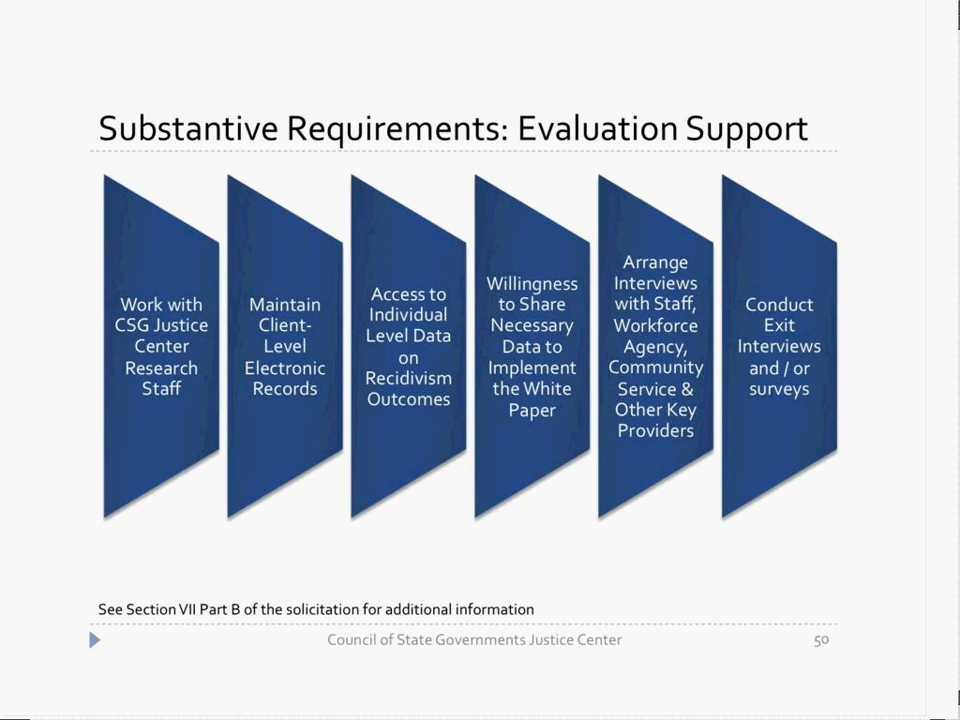 Substantive Requirements: Evaluation Support
Work with
CSG Justice
Center
Research
Staff
Maintain
Client-
Level
Electronic
Records
Access to
Individual
Level Data
on
Recidivism
Outcomes
Willingness
to Share
Necessary
Data to
Implement
the White
Paper
Arrange
Interviews
with Staff,
Workforce
Agency,
Community
Service &
Other Key
Providers
Conduct
Exit
Interviews
and / or
surveys
See Section VII Part B of the solicitation for additional information
Council of State Governments Justice Center
50